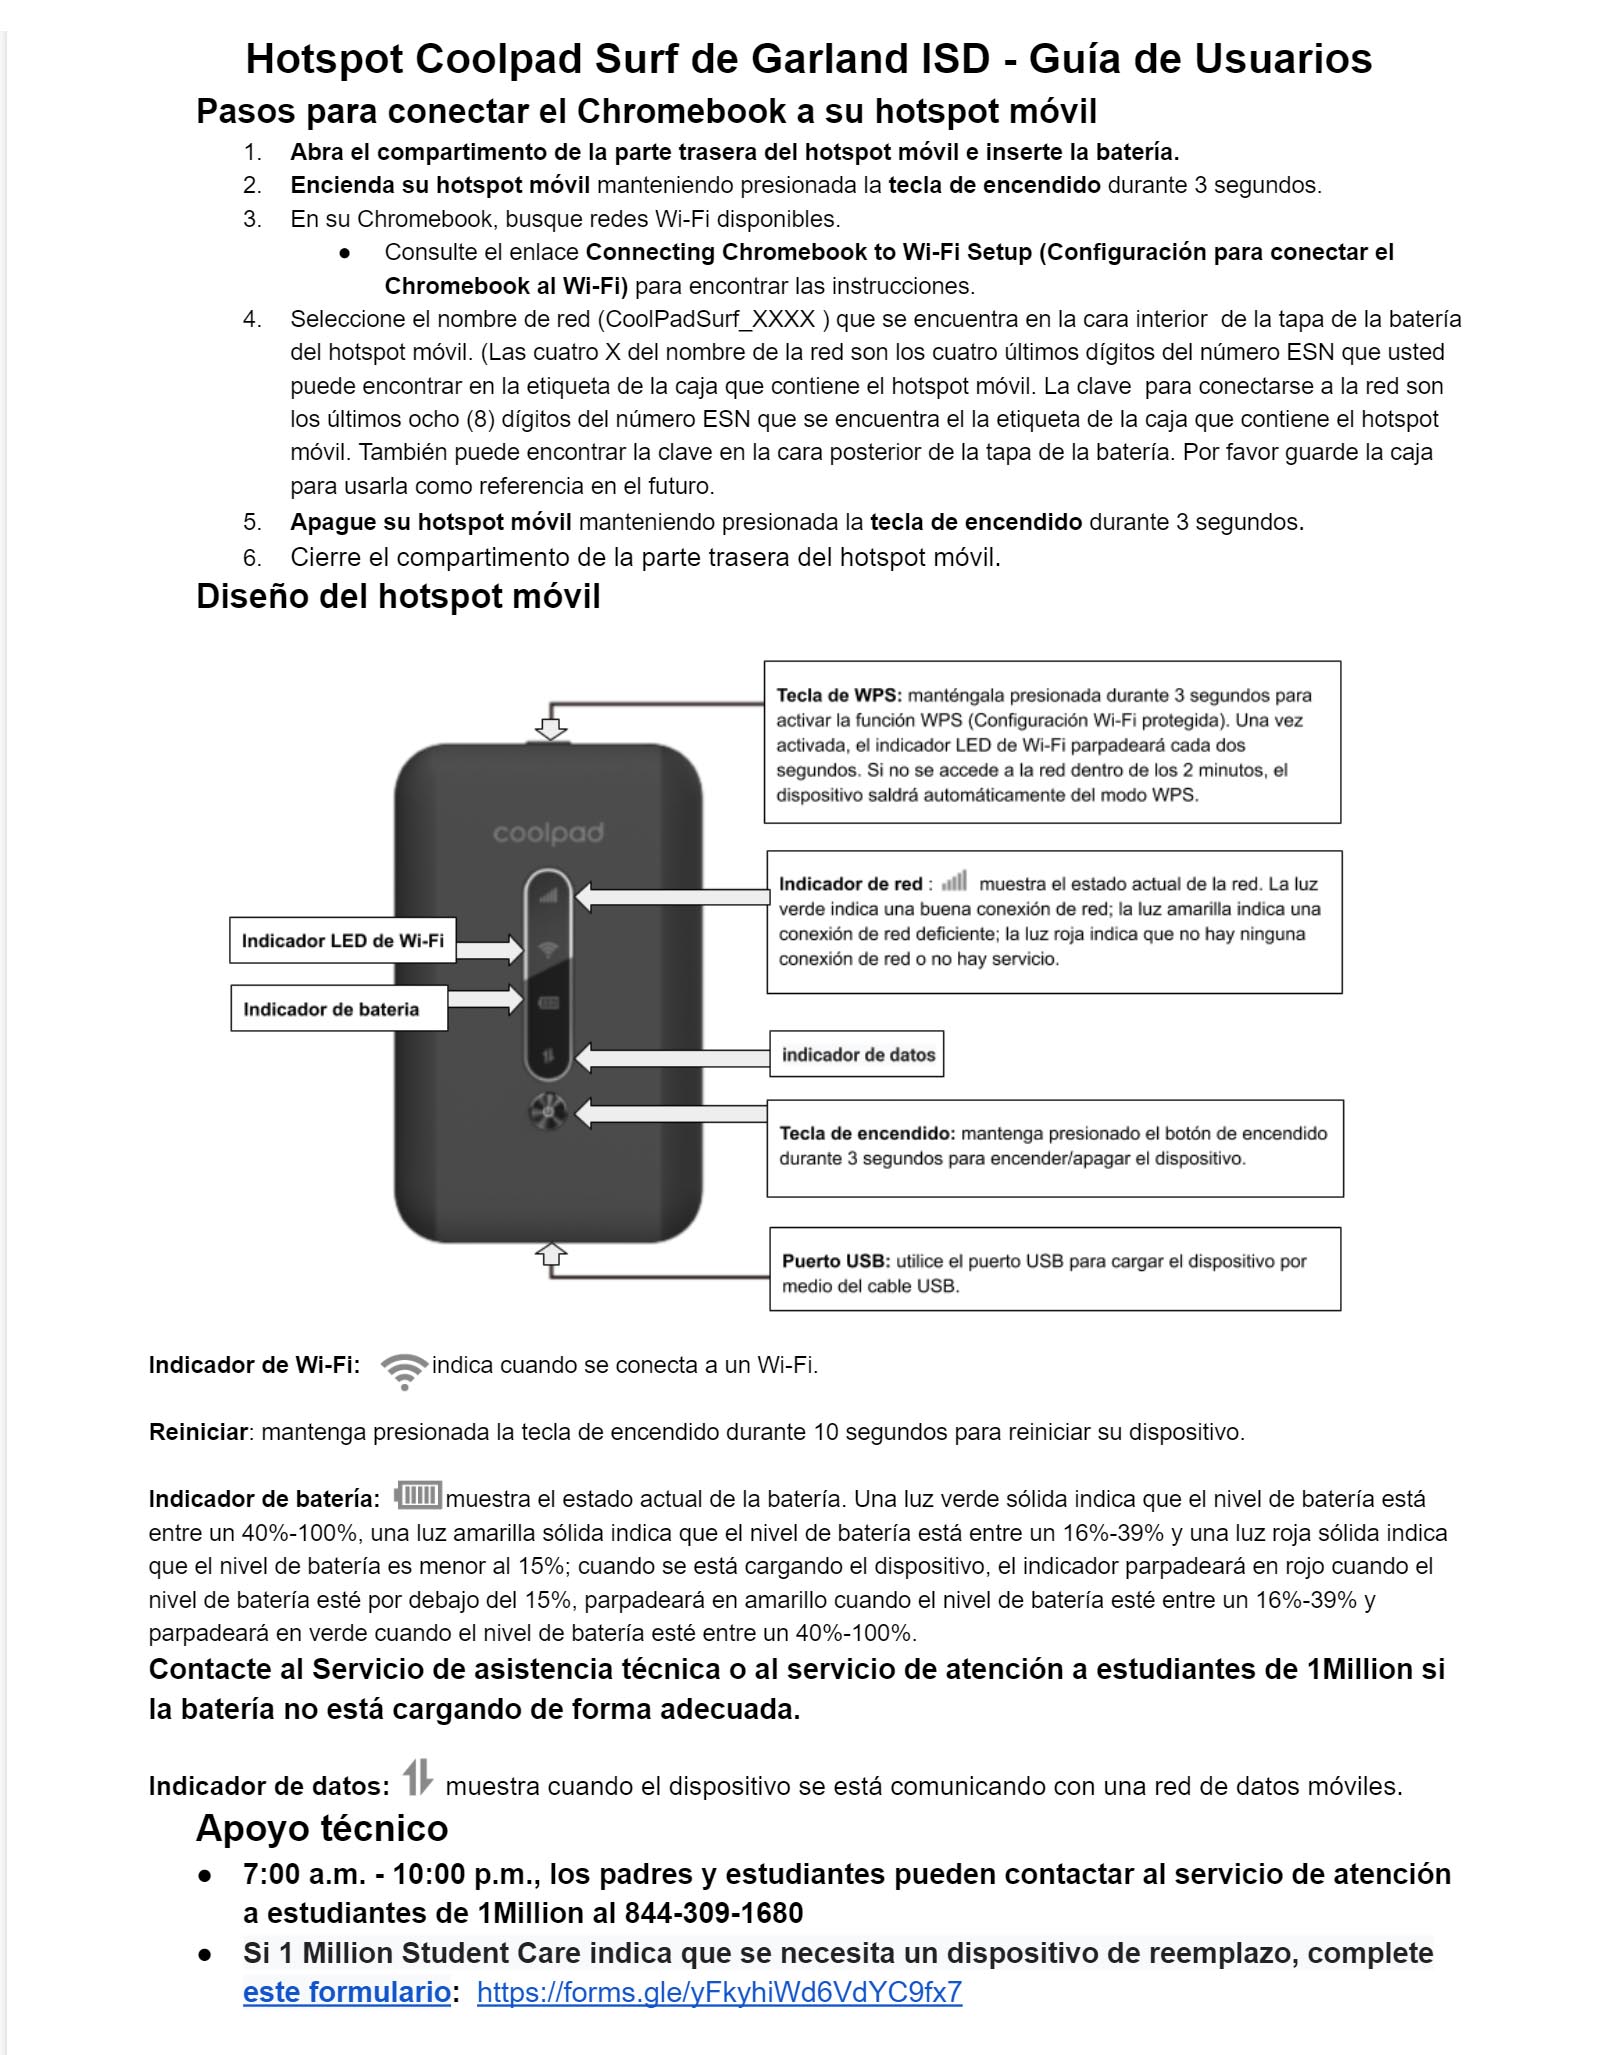 Hotspot Coolpad Surf de Garland ISD - Guía de Usuarios
Pasos para conectar el Chromebook a su hotspot móvil
1. Abra el compartimento de la parte trasera del hotspot móvil e inserte la batería.
2. Encienda su hotspot móvil manteniendo presionada la tecla de encendido durante 3 segundos.
3. En su Chromebook, busque redes Wi-Fi disponibles.
● Consulte el enlace Connecting Chromebook to Wi-Fi Setup (Configuración para conectar el
Chromebook al Wi-Fi) para encontrar las instrucciones.
4. Seleccione el nombre de red (CoolPadSurf_XXXX ) que se encuentra en la cara interior  de la tapa de la batería
del hotspot móvil. (Las cuatro X del nombre de la red son los cuatro últimos dígitos del número ESN que usted
puede encontrar en la etiqueta de la caja que contiene el hotspot móvil. La clave  para conectarse a la red son
los últimos ocho (8) dígitos del número ESN que se encuentra el la etiqueta de la caja que contiene el hotspot
móvil. También puede encontrar la clave en la cara posterior de la tapa de la batería. Por favor guarde la caja
para usarla como referencia en el futuro.
5. Apague su hotspot móvil manteniendo presionada la tecla de encendido durante 3 segundos.
6. Cierre el compartimento de la parte trasera del hotspot móvil.
Diseño del hotspot móvil
Tecla de WPS: manténgala presionada durante 3 segundos para
activar la función WPS (Configuración Wi-Fi protegida). Una vez
activada, el indicador LED de Wi-Fi parpadeará cada dos
segundos. Si no se accede a la red dentro de los 2 minutos, el
dispositivo saldrá automáticamente del modo WPS.
coolpad
Indicador de red : muestra el estado actual de la red. La luz
verde indica una buena conexión de red; la luz amarilla indica una
conexión de red deficiente; la luz roja indica que no hay ninguna
conexión de red o no hay servicio.
Indicador LED de Wi-Fi
Indicador de bateria
indicador de datos
Tecla de encendido: mantenga presionado el botón de encendido
durante 3 segundos para encender/apagar el dispositivo.
Puerto USB: utilice el puerto USB para cargar el dispositivo por
medio del cable USB.
Indicador de Wi-Fi: indica cuando se conecta a un Wi-Fi.
Reiniciar: mantenga presionada la tecla de encendido durante 10 segundos para reiniciar su dispositivo.
Indicador de batería: muestra el estado actual de la batería. Una luz verde sólida indica que el nivel de batería está
entre un 40%-100%, una luz amarilla sólida indica que el nivel de batería está entre un 16%-39% y una luz roja sólida indica
que el nivel de batería es menor al 15%; cuando se está cargando el dispositivo, el indicador parpadeará en rojo cuando el
nivel de batería esté por debajo del 15%, parpadeará en amarillo cuando el nivel de batería esté entre un 16%-39% y
parpadeará en verde cuando el nivel de batería esté entre un 40%-100%.
Contacte al Servicio de asistencia técnica o al servicio de atención a estudiantes de 1Million si
la batería no está cargando de forma adecuada.
Indicador de datos: muestra cuando el dispositivo se está comunicando con una red de datos móviles.
Apoyo técnico
● 7:00 a.m. - 10:00 p.m., los padres y estudiantes pueden contactar al servicio de atención
a estudiantes de 1Million al 844-309-1680
● Si 1 Million Student Care indica que se necesita un dispositivo de reemplazo, complete
este formulario:  https://forms.gle/yFkyhiWd6VdYC9fx7